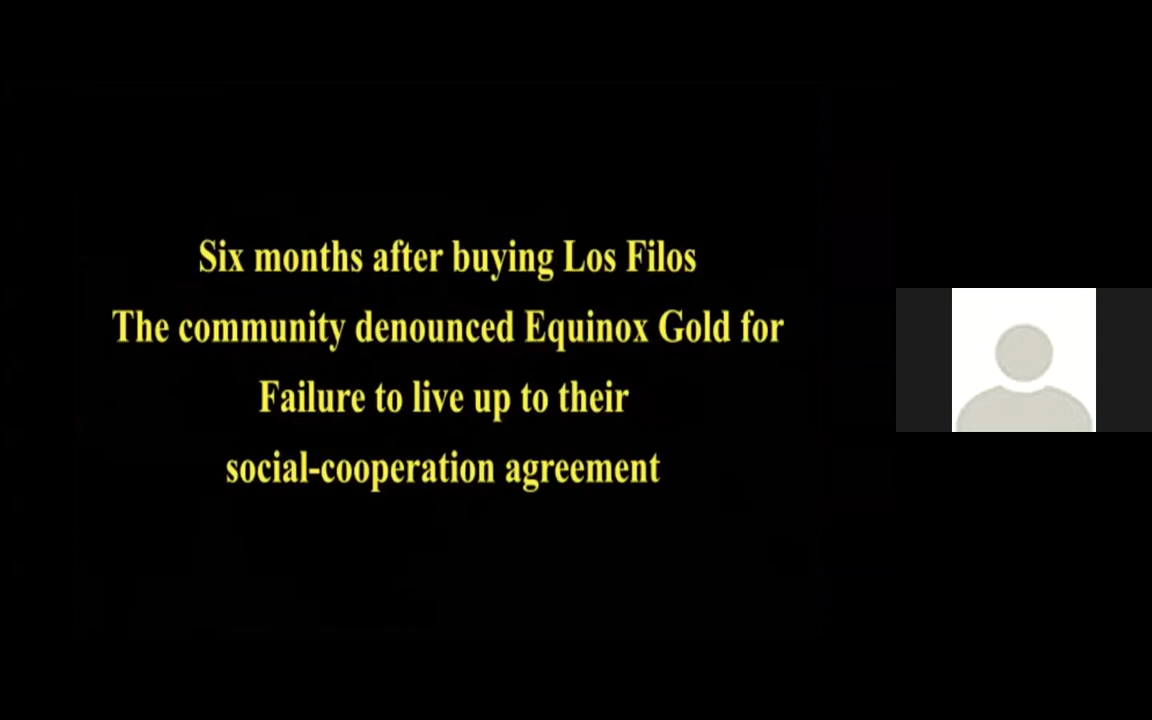 Six months after buying Los Filos
The community denounced Equinox Gold for
Failure to live up to their
social-cooperation agreement